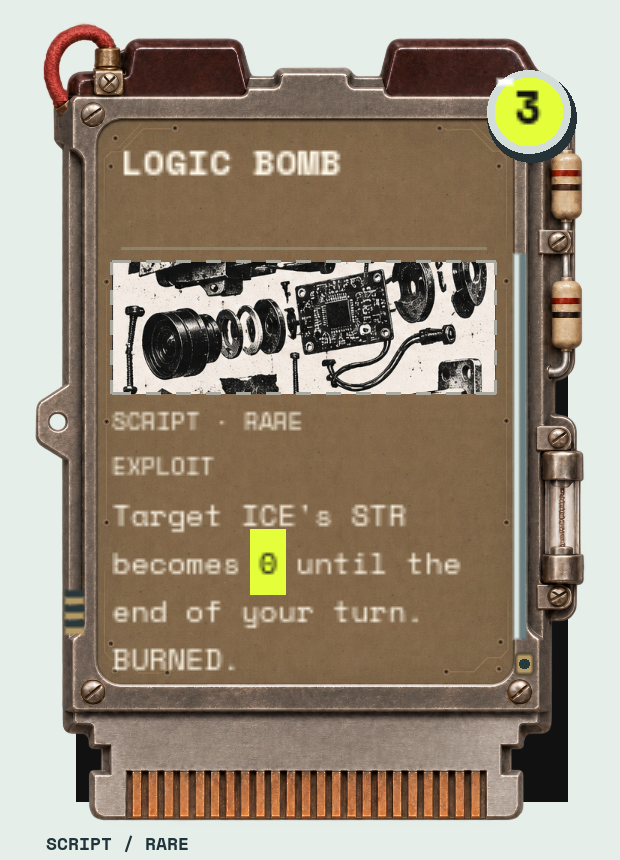 3
LOGIC BOMB
SCRIPT · RARE
EXPLOIT
Target ICE's STR
becomes 0 until the
end of your turn.
BURNED.
SCRIPT / RARE